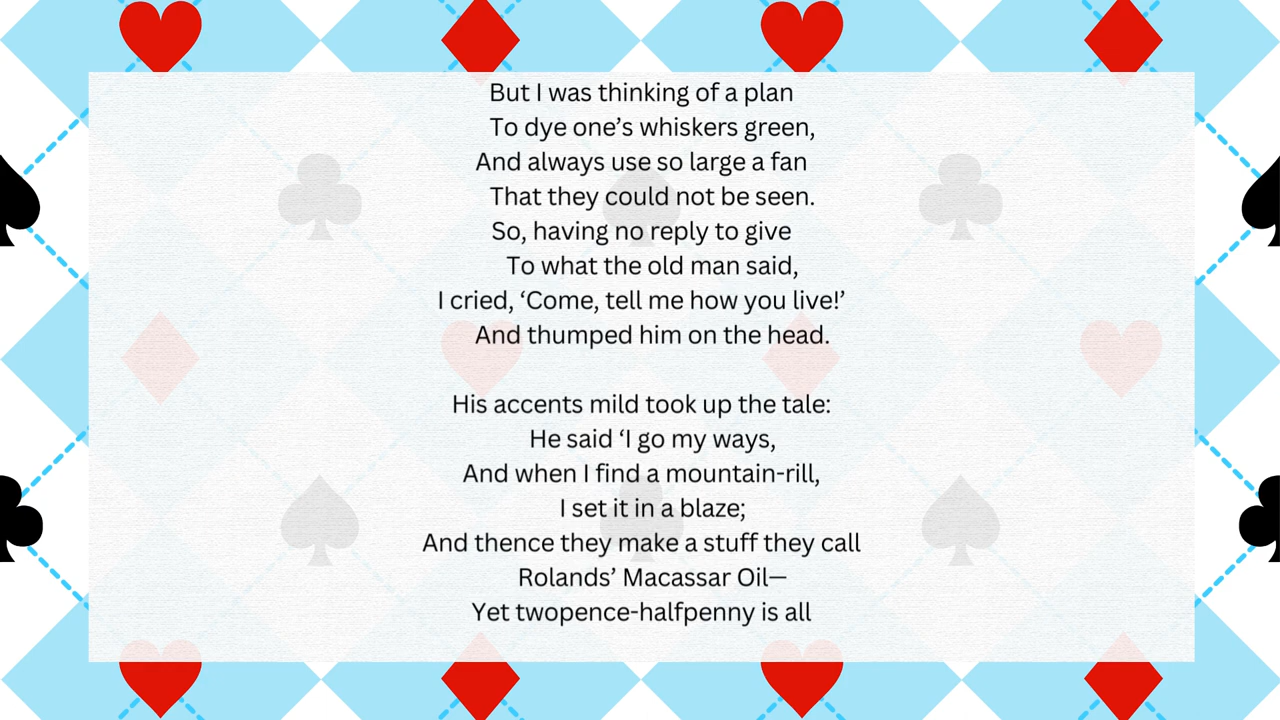 But I was thinking of a plan
To dye one’s whiskers green,
And always use so large a fan
That they could not be seen.
So, having no reply to give
To what the old man said,
I cried, ‘Come, tell me how you live!’
And thumped him on the head.
His accents mild took up the tale:
He said ‘I go my ways,
And when I find a mountain-rill,
I set it in a blaze;
And thence they make a stuff they call
Rolands’ Macassar Oil—
Yet twopence-halfpenny is all